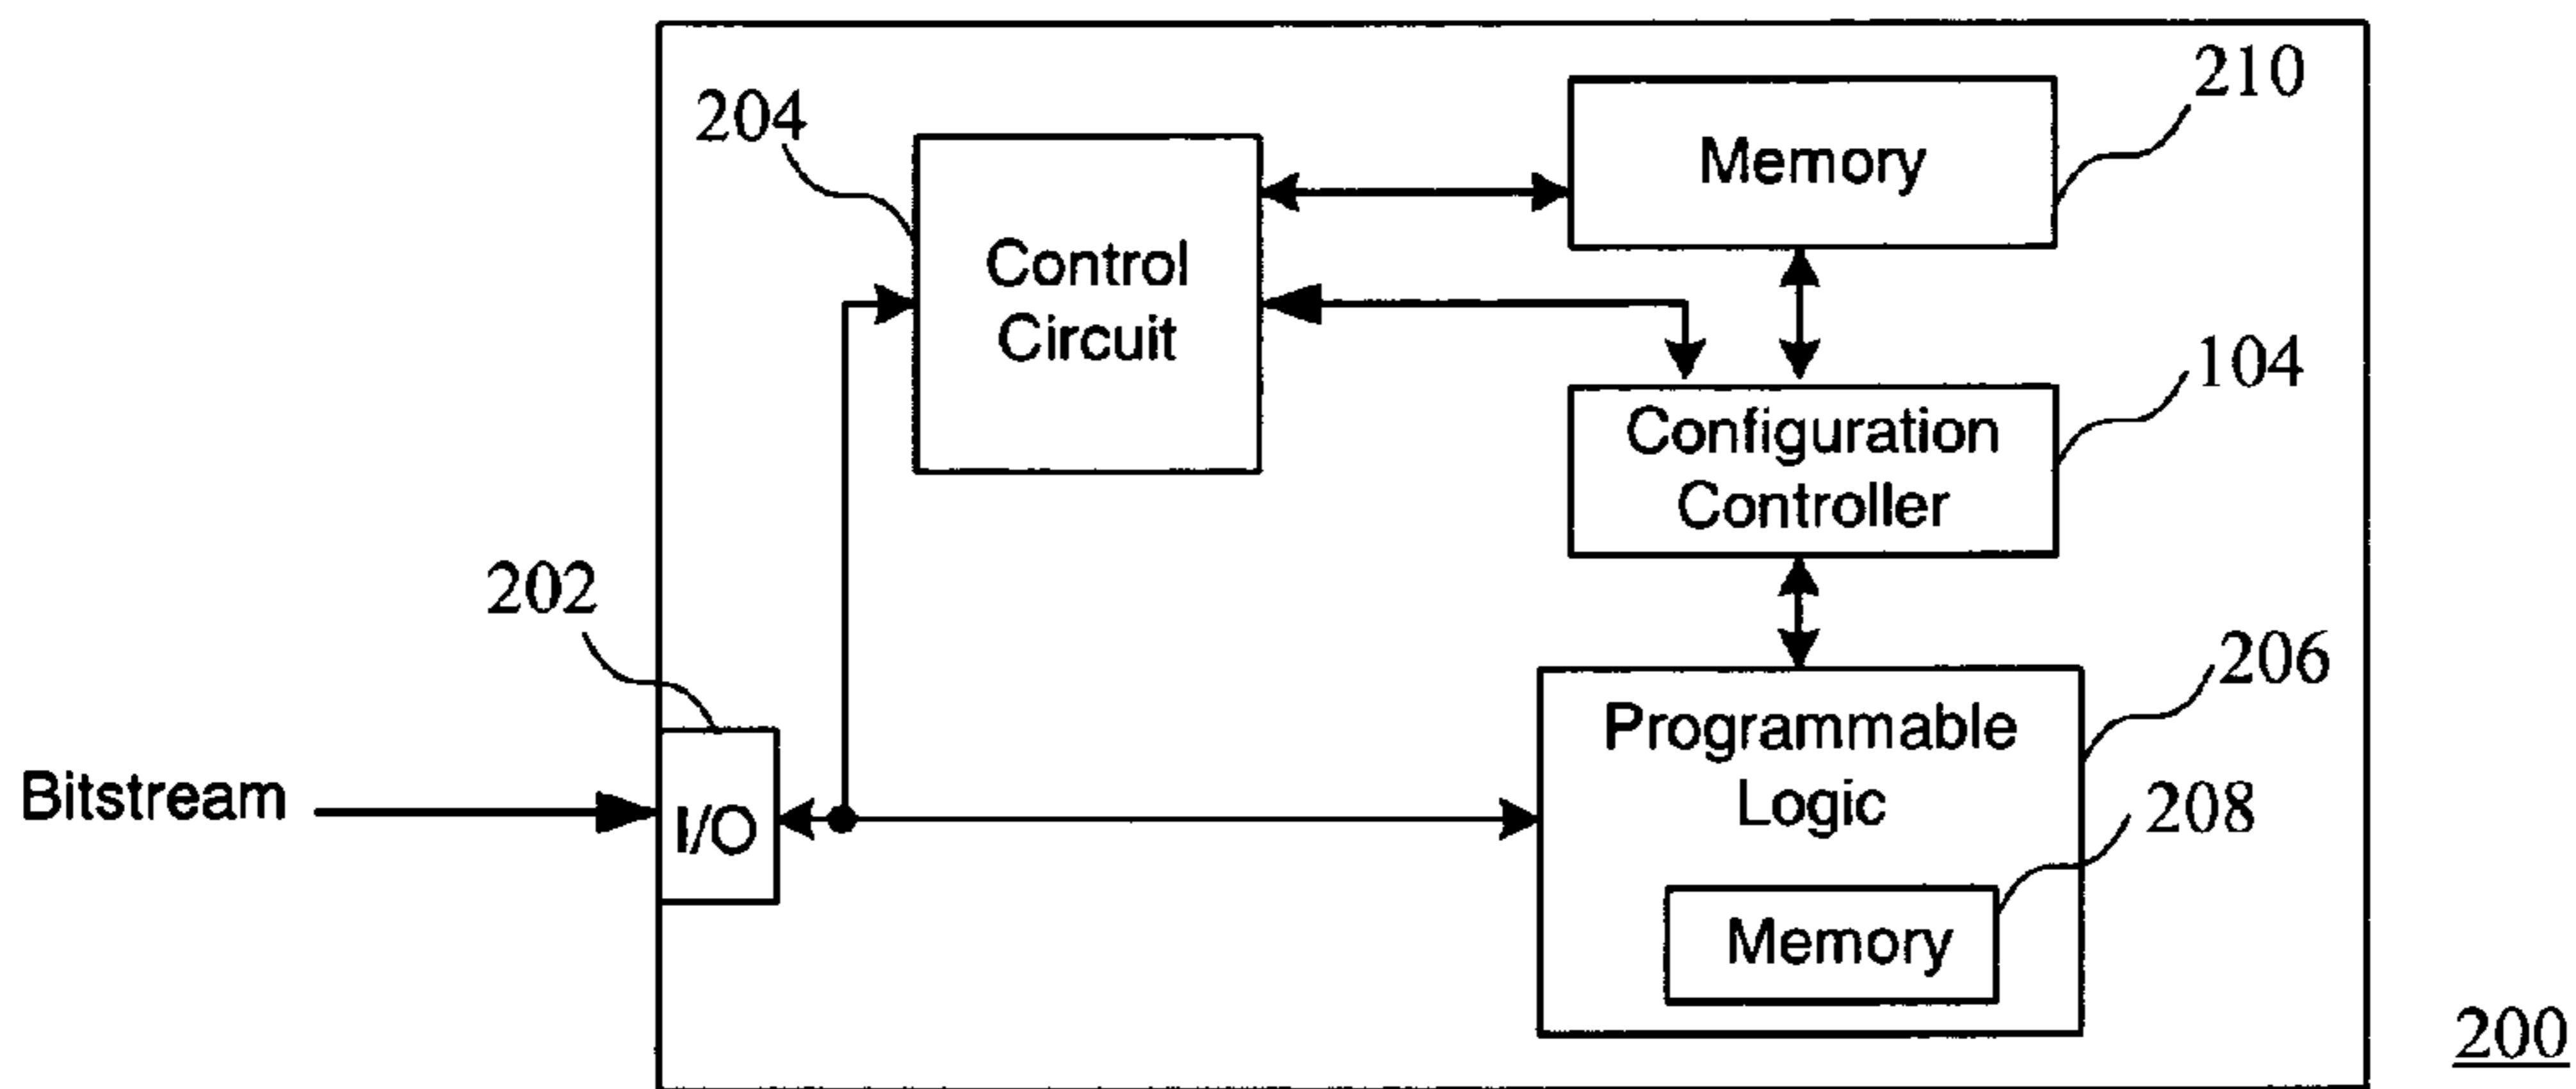 210
204
Memory
Control
Circuit
104
Configuration
Controller
202
206
Programmable
Logic
Bitstream
I/O
208
Memory
200